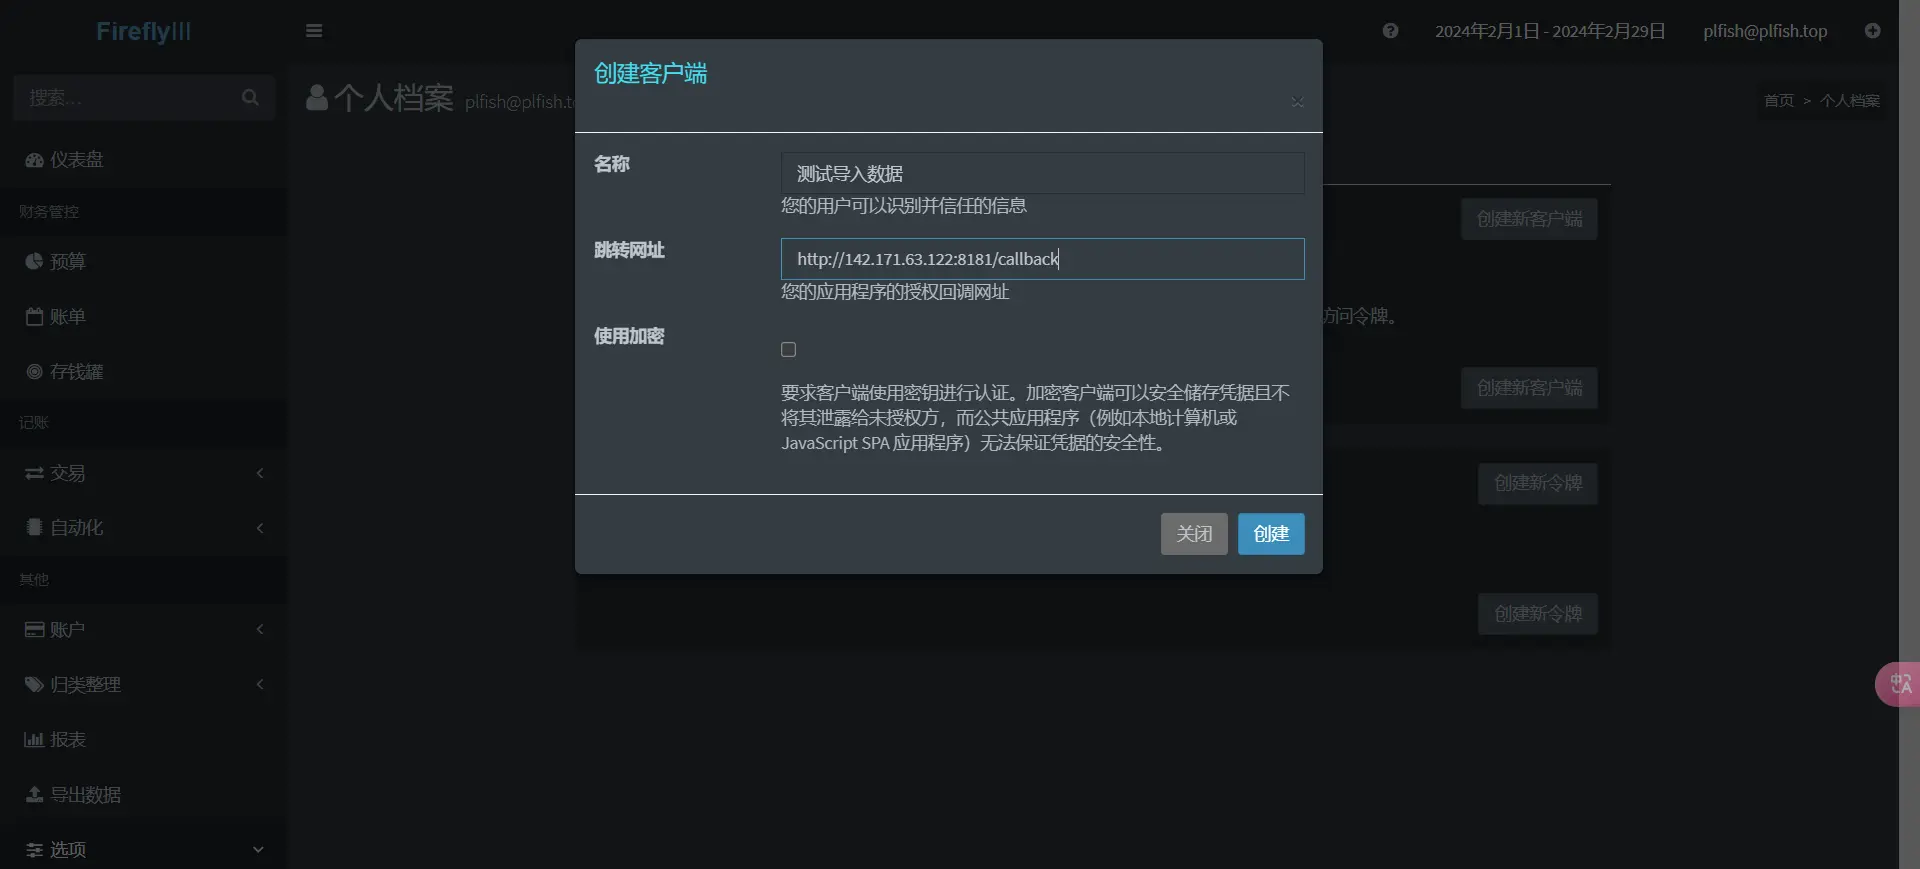 FireflyIII
2024年2月1日 - 2024年2月29日
plfish@plfish.top
搜索...
个人档案 plfish@plfish.to
首页 > 个人档案
仪表盘
财务管控
预算
账单
存钱罐
记账
交易
自动化
其他
账户
归类整理
报表
导出数据
选项
创建客户端
×
名称
测试导入数据
您的用户可以识别并信任的信息
跳转网址
http://142.171.63.122:8181/callback
您的应用程序的授权回调网址
使用加密
要求客户端使用密钥进行认证。加密客户端可以安全储存凭据且不
将其泄露给未授权方，而公共应用程序（例如本地计算机或
JavaScript SPA 应用程序）无法保证凭据的安全性。
关闭
创建
创建新客户端
访问令牌。
创建新客户端
创建新令牌
创建新令牌